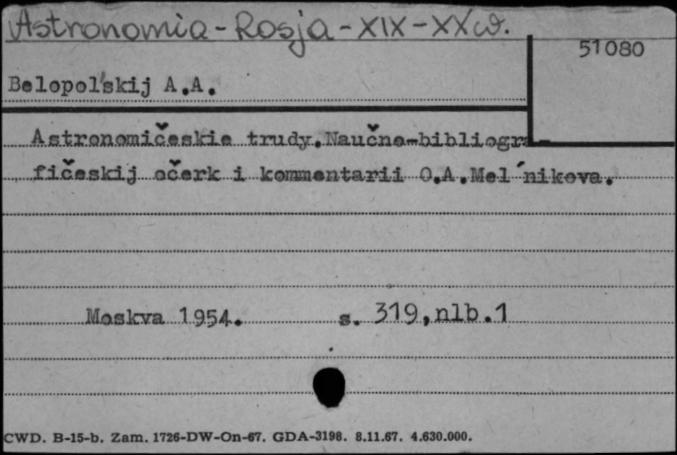 Astronomia - Rosja - XIX - XX w.
51080
Belopol'skij A.A.
Astronomičeskie trudy. Naučno-bibliogra-
fičeskij očerk i kommentarii O.A.Mel'nikova.
Moskva 1954. s. 319,nlb.1
CWD. B-15-b. Zam. 1726-DW-On-67. GDA-3198. 8.11.67. 4.630.000.